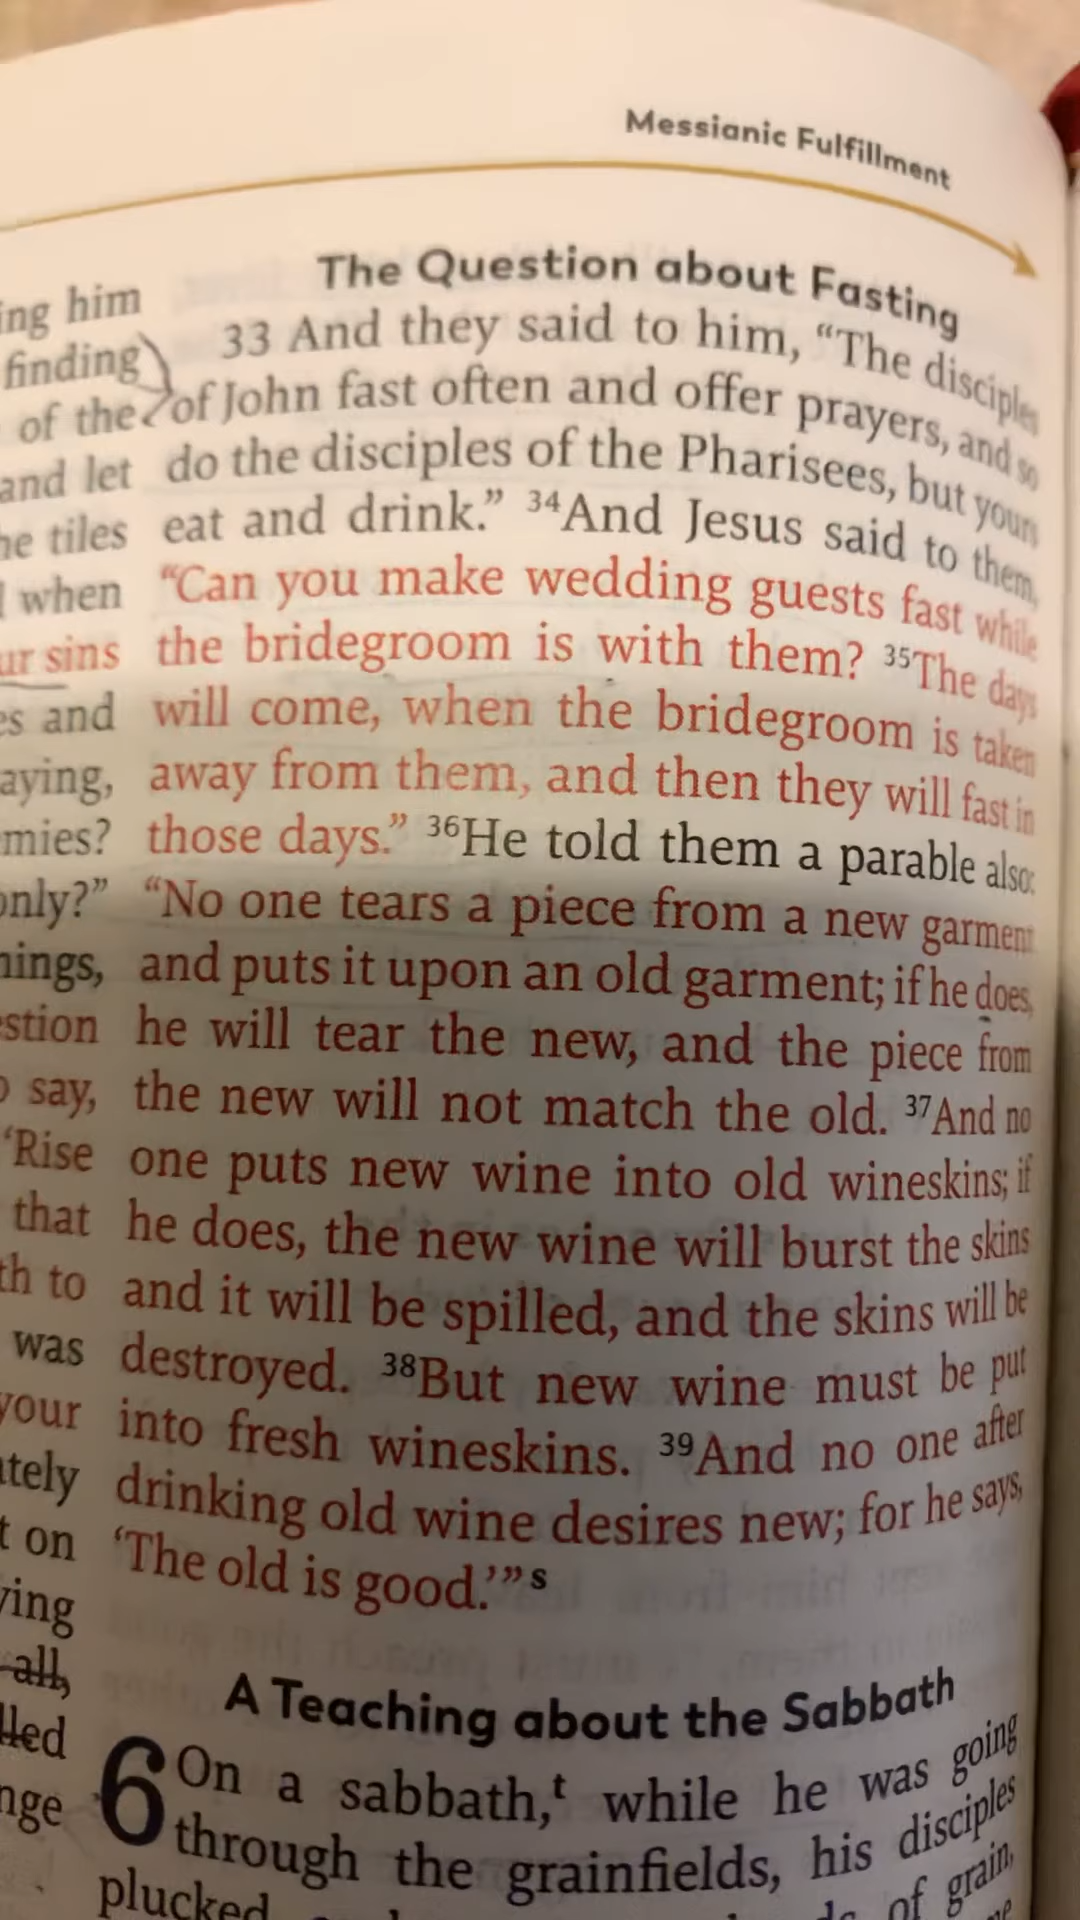 Messianic Fulfillment
ing him
finding
of the
and let
he tiles
when
ur sins
es and
aying,
mies?
only?"
nings,
estion
say,
'Rise
that
th to
was
your
tely
t on
ying
all,
lled
nge
The Question about Fasting
33 And they said to him, “The disciples
of John fast often and offer prayers, and so
do the disciples of the Pharisees, but yours
eat and drink.” 34And Jesus said to them,
“Can you make wedding guests fast while
the bridegroom is with them? 35The days
will come, when the bridegroom is taken
away from them, and then they will fast in
those days.” 36He told them a parable also:
“No one tears a piece from a new garment
and puts it upon an old garment; if he does,
he will tear the new, and the piece from
the new will not match the old. 37And no
one puts new wine into old wineskins; if
he does, the new wine will burst the skins
and it will be spilled, and the skins will be
destroyed. 38But new wine must be put
into fresh wineskins. 39And no one after
drinking old wine desires new; for he says,
‘The old is good.’”s
A Teaching about the Sabbath
6 On a sabbath,t while he was going
through the grainfields, his disciples
plucked of grain,